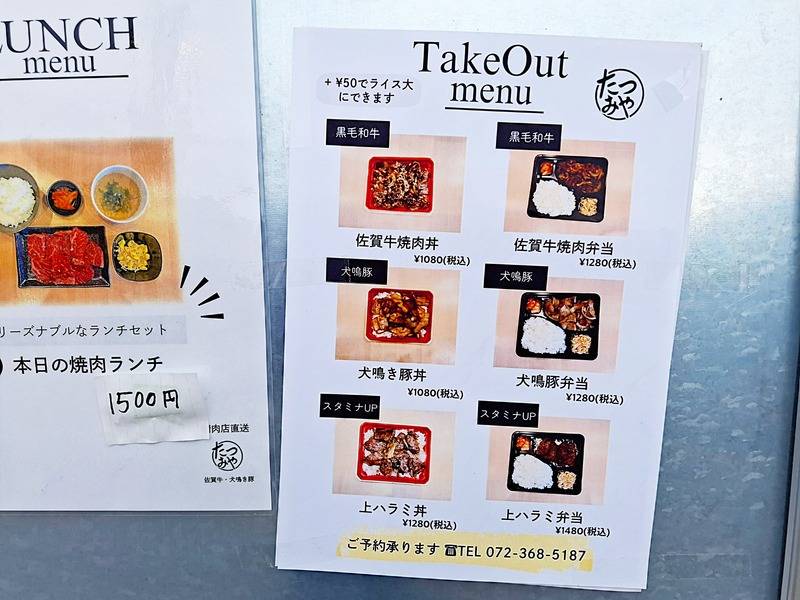 LUNCH
menu
リーズナブルなランチセット
本日の焼肉ランチ
1500円
肉店直送
たつみや
佐賀牛・犬鳴き豚
TakeOut
menu
+ ¥50でライス大
にできます
たつみや
黒毛和牛
佐賀牛焼肉丼
¥1080(税込)
黒毛和牛
佐賀牛焼肉弁当
¥1280(税込)
犬鳴豚
犬鳴き豚丼
¥1080(税込)
犬鳴豚
犬鳴豚弁当
¥1280(税込)
スタミナUP
上ハラミ丼
¥1280(税込)
スタミナUP
上ハラミ弁当
¥1480(税込)
ご予約承ります ☎TEL 072-368-5187